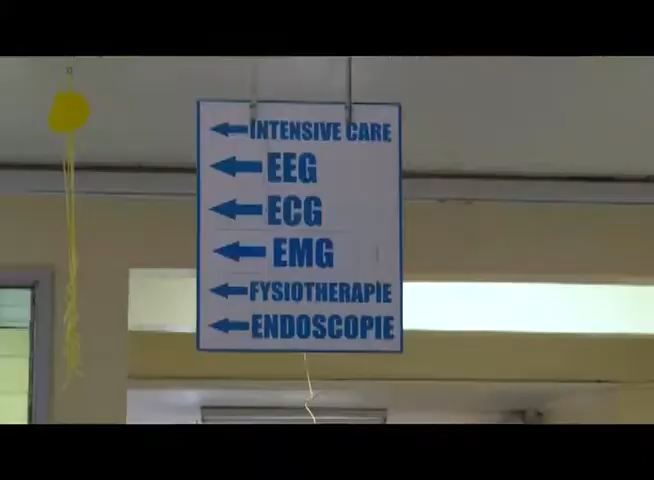 INTENSIVE CARE
EEG
ECG
EMG
FYSIOTHERAPIE
ENDOSCOPIE